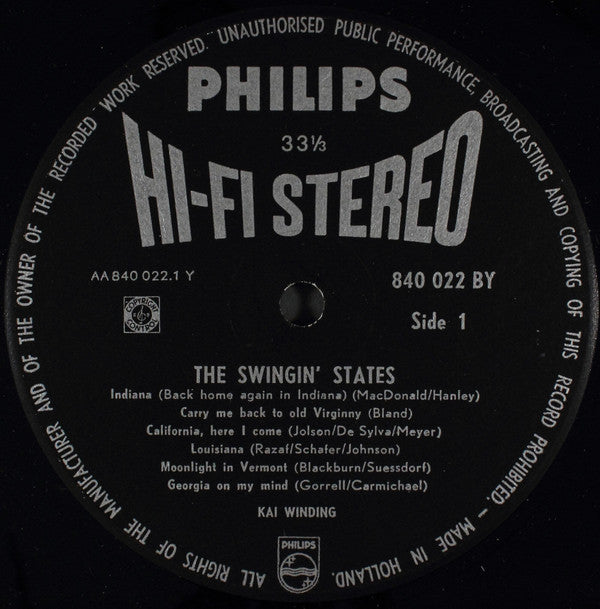 ALL RIGHTS OF THE MANUFACTURER AND OF THE OWNER OF THE RECORDED WORK RESERVED. UNAUTHORISED PUBLIC PERFORMANCE, BROADCASTING AND COPYING OF THIS RECORD PROHIBITED. – MADE IN HOLLAND.
PHILIPS
33⅓
HI-FI STEREO
AA 840 022.1 Y
840 022 BY
COPYRIGHT
CONTROL
Side 1
THE SWINGIN' STATES
Indiana (Back home again in Indiana) (MacDonald/Hanley)
Carry me back to old Virginny (Bland)
California, here I come (Jolson/De Sylva/Meyer)
Louisiana (Razaf/Schafer/Johnson)
Moonlight in Vermont (Blackburn/Suessdorf)
Georgia on my mind (Gorrell/Carmichael)
KAI WINDING
PHILIPS